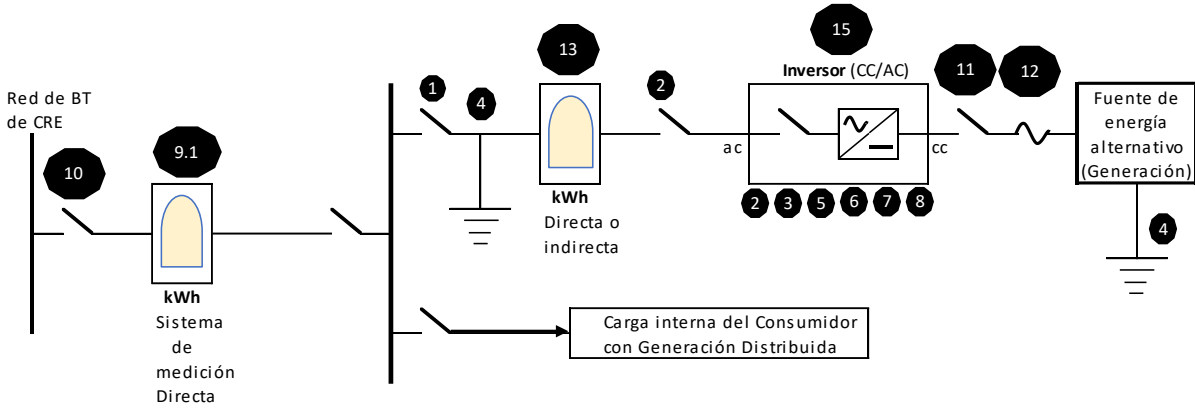 Red de BT
de CRE
10
9.1
kWh
Sistema
de
medición
Directa
1
4
13
kWh
Directa o
indirecta
2
15
Inversor (CC/AC)
ac
cc
2 3 5 6 7 8
11
12
Fuente de
energía
alternativo
(Generación)
4
Carga interna del Consumidor
con Generación Distribuida